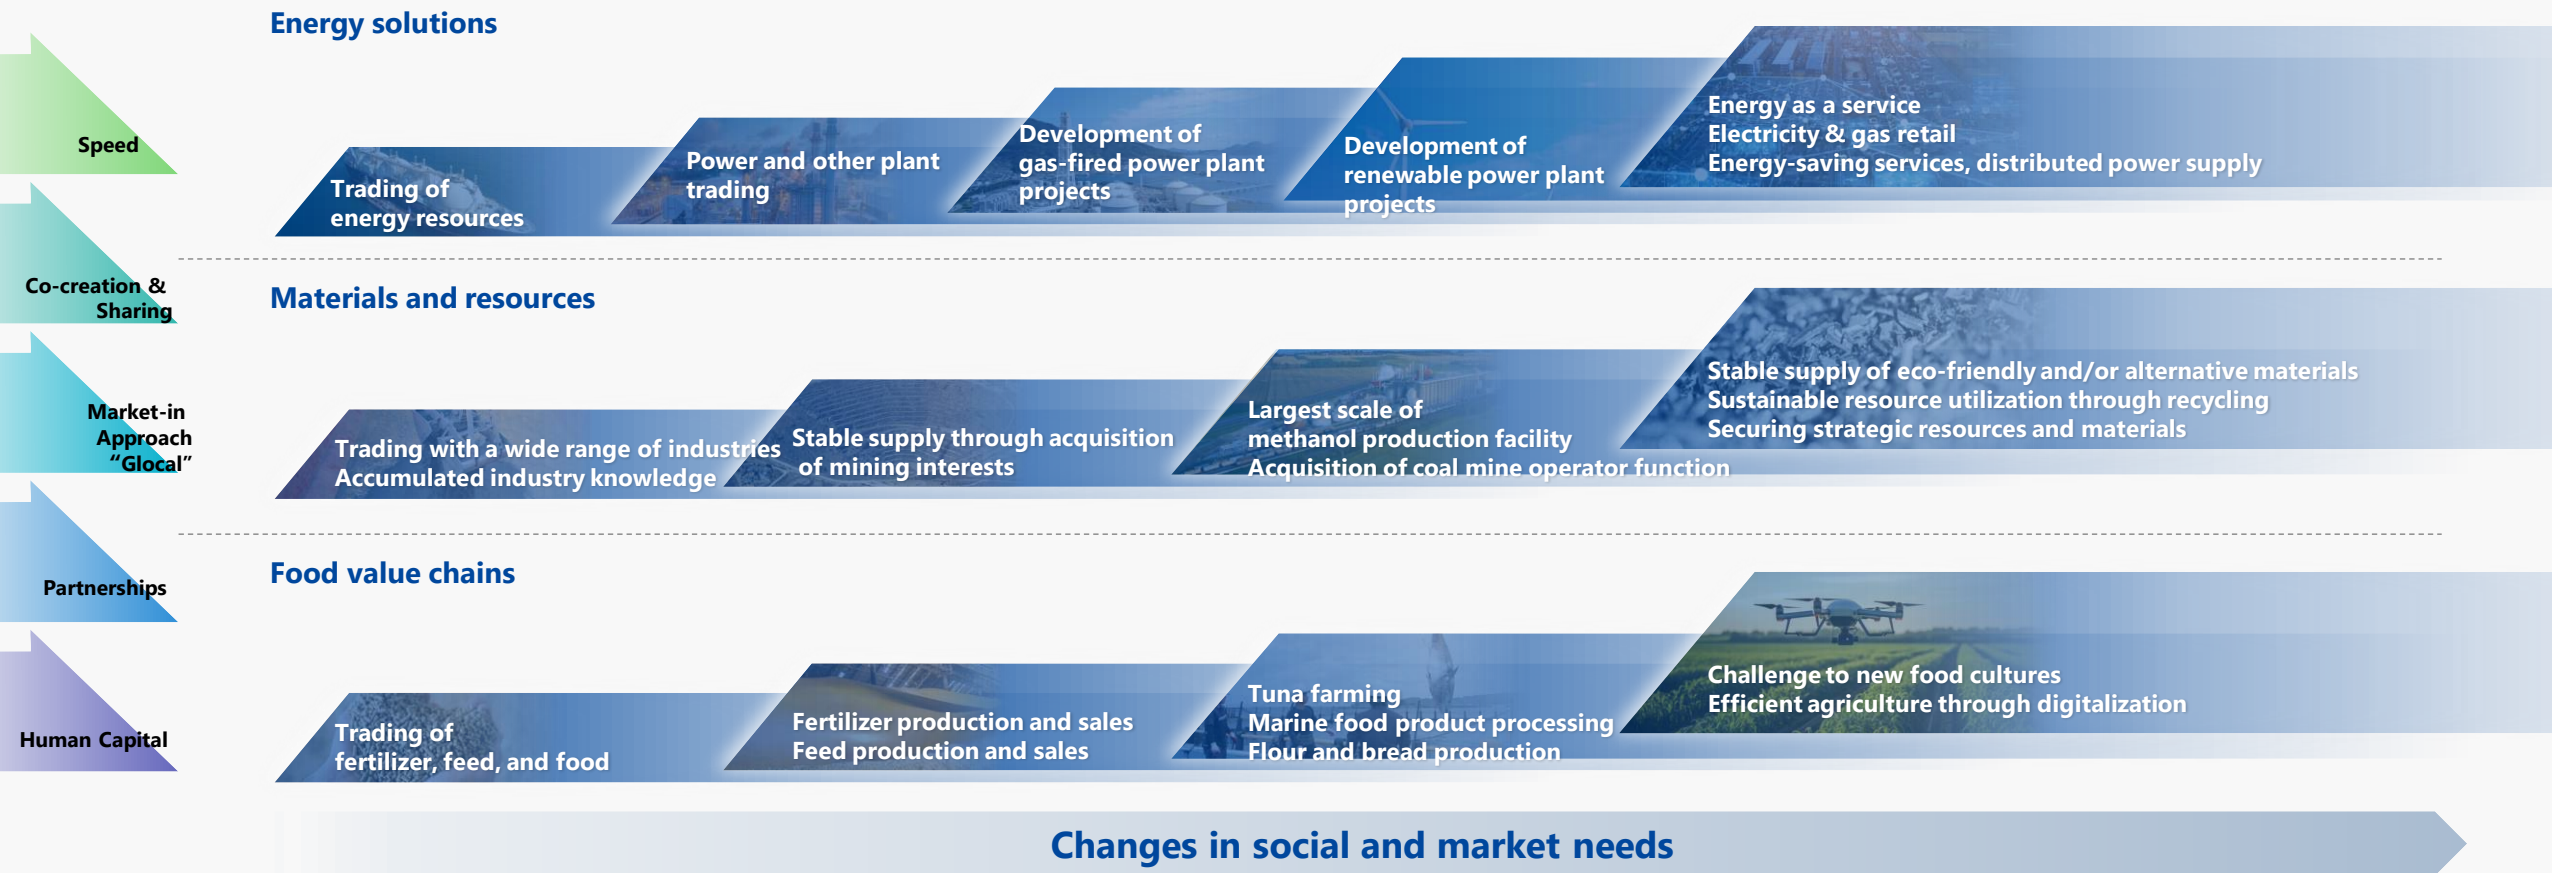 Speed
Co-creation &
Sharing
Market-in
Approach
“Glocal”
Partnerships
Human Capital
Energy solutions
Trading of
energy resources
Power and other plant
trading
Development of
gas-fired power plant
projects
Development of
renewable power plant
projects
Energy as a service
Electricity & gas retail
Energy-saving services, distributed power supply
Materials and resources
Trading with a wide range of industries
Accumulated industry knowledge
Stable supply through acquisition
of mining interests
Largest scale of
methanol production facility
Acquisition of coal mine operator function
Stable supply of eco-friendly and/or alternative materials
Sustainable resource utilization through recycling
Securing strategic resources and materials
Food value chains
Trading of
fertilizer, feed, and food
Fertilizer production and sales
Feed production and sales
Tuna farming
Marine food product processing
Flour and bread production
Challenge to new food cultures
Efficient agriculture through digitalization
Changes in social and market needs